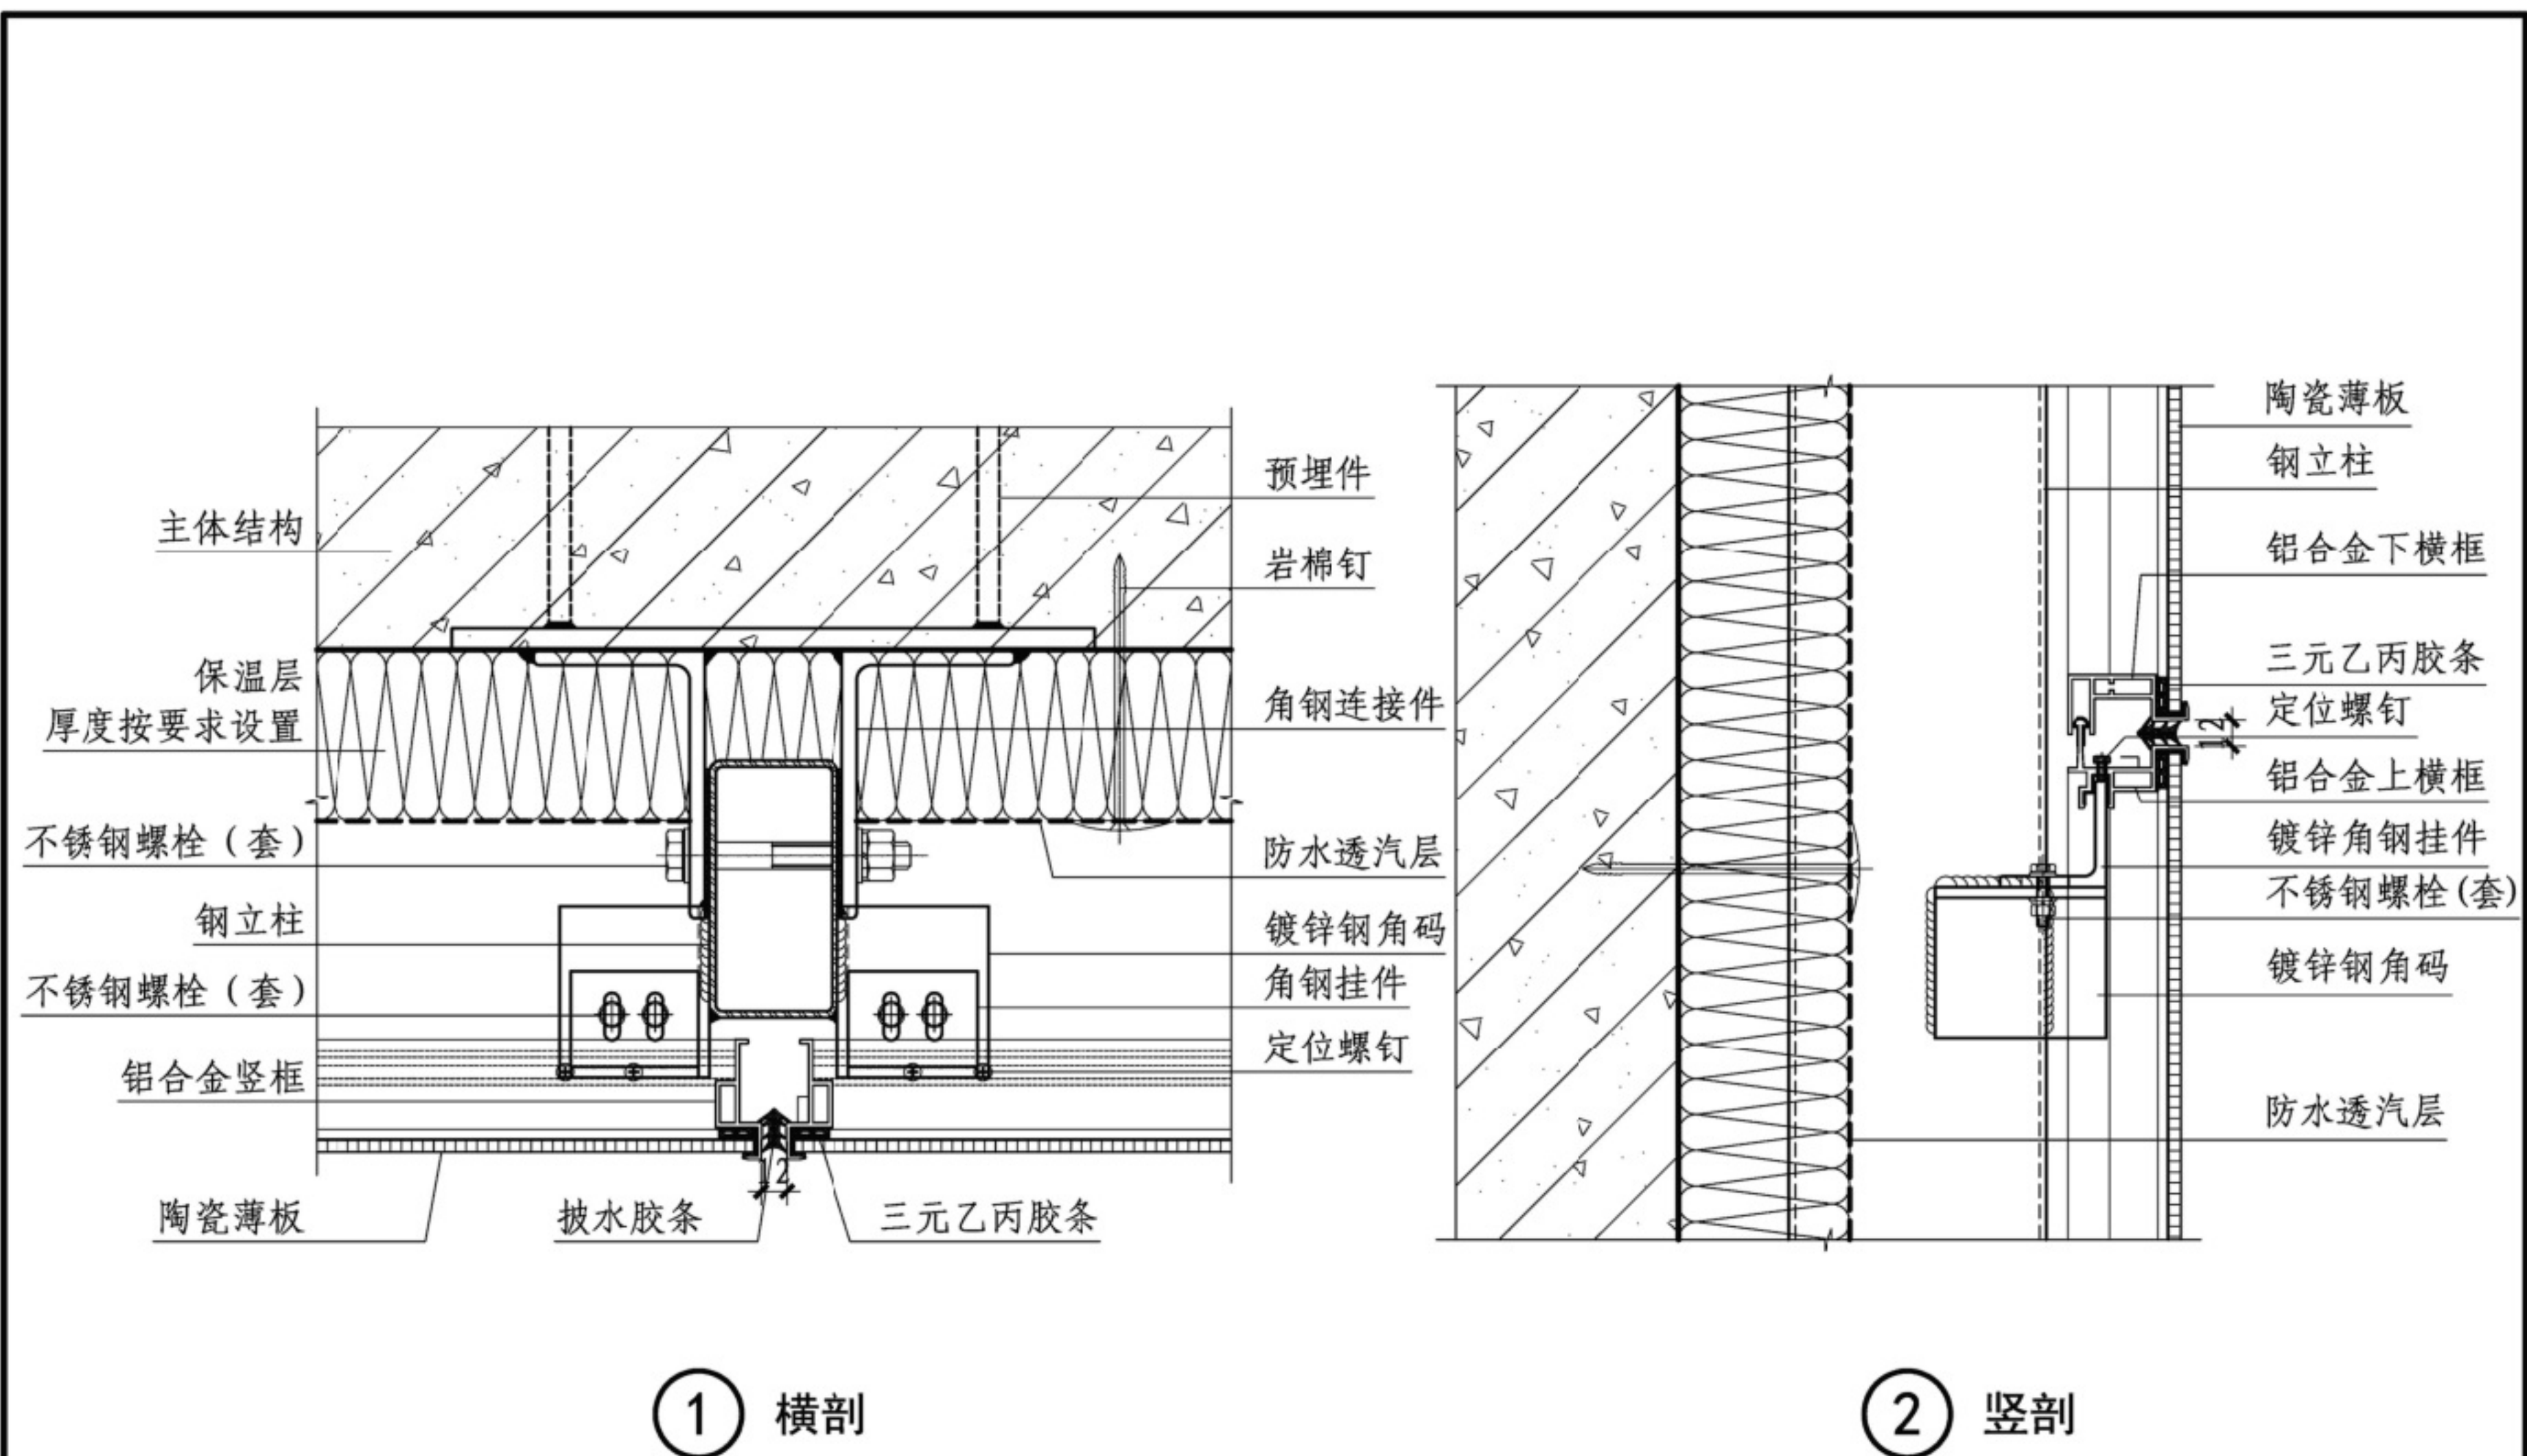 主体结构
保温层
厚度按要求设置
不锈钢螺栓（套）
钢立柱
不锈钢螺栓（套）
铝合金竖框
陶瓷薄板
披水胶条
三元乙丙胶条
12
预埋件
岩棉钉
角钢连接件
防水透汽层
镀锌钢角码
角钢挂件
定位螺钉
① 横剖
陶瓷薄板
钢立柱
铝合金下横框
三元乙丙胶条
定位螺钉
12
铝合金上横框
镀锌角钢挂件
不锈钢螺栓(套)
镀锌钢角码
防水透汽层
② 竖剖